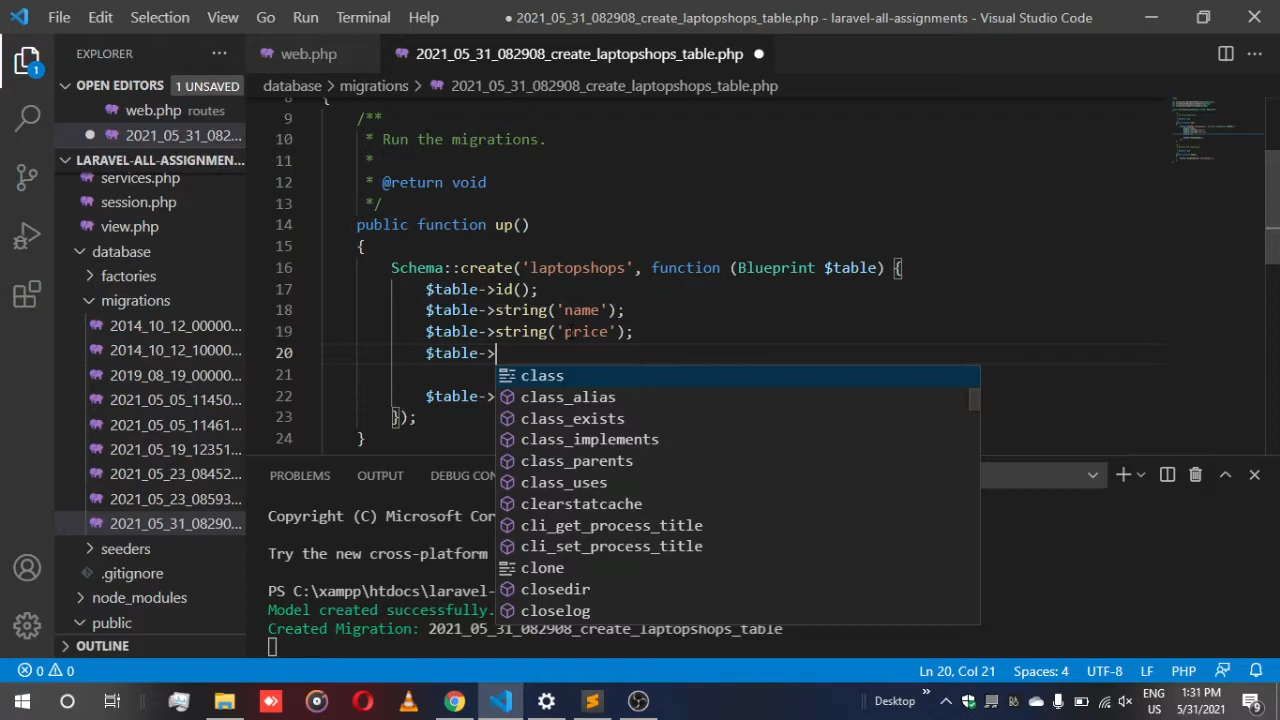 File Edit Selection View Go Run Terminal Help
● 2021_05_31_082908_create_laptopshops_table.php - laravel-all-assignments - Visual Studio Code
EXPLORER ···
web.php
2021_05_31_082908_create_laptopshops_table.php ●
OPEN EDITORS 1 UNSAVED
web.php routes
2021_05_31_082...
database > migrations > 2021_05_31_082908_create_laptopshops_table.php
LARAVEL-ALL-ASSIGNMEN...
services.php
session.php
view.php
database
factories
migrations
2014_10_12_00000...
2014_10_12_10000...
2019_08_19_00000...
2021_05_05_11450...
2021_05_05_11461...
2021_05_19_12351...
2021_05_23_08452...
2021_05_23_08593...
2021_05_31_08290...
seeders
.gitignore
node_modules
public
OUTLINE
8 {
9 /**
10 * Run the migrations.
11 *
12 * @return void
13 */
14 public function up()
15 {
16 Schema::create('laptopshops', function (Blueprint $table) {
17 $table->id();
18 $table->string('name');
19 $table->string('price');
20 $table->
21
22 $table->
23 });
24 }
class
class_alias
class_exists
class_implements
class_parents
class_uses
clearstatcache
cli_get_process_title
cli_set_process_title
clone
closedir
closelog
PROBLEMS OUTPUT DEBUG CON
Copyright (C) Microsoft Cor
Try the new cross-platform
PS C:\xampp\htdocs\laravel-
Model created successfully.
Created Migration: 2021_05_31_082908_create_laptopshops_table
0 0
Ln 20, Col 21 Spaces: 4 UTF-8 LF PHP
Desktop
ENG
US
1:31 PM
5/31/2021
1
9